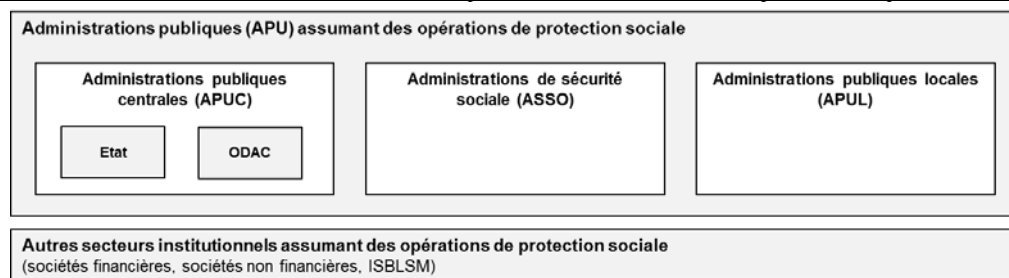 Administrations publiques (APU) assumant des opérations de protection sociale
Administrations publiques
centrales (APUC)
Etat
ODAC
Administrations de sécurité
sociale (ASSO)
Administrations publiques locales
(APUL)
Autres secteurs institutionnels assumant des opérations de protection sociale
(sociétés financières, sociétés non financières, ISBLSM)